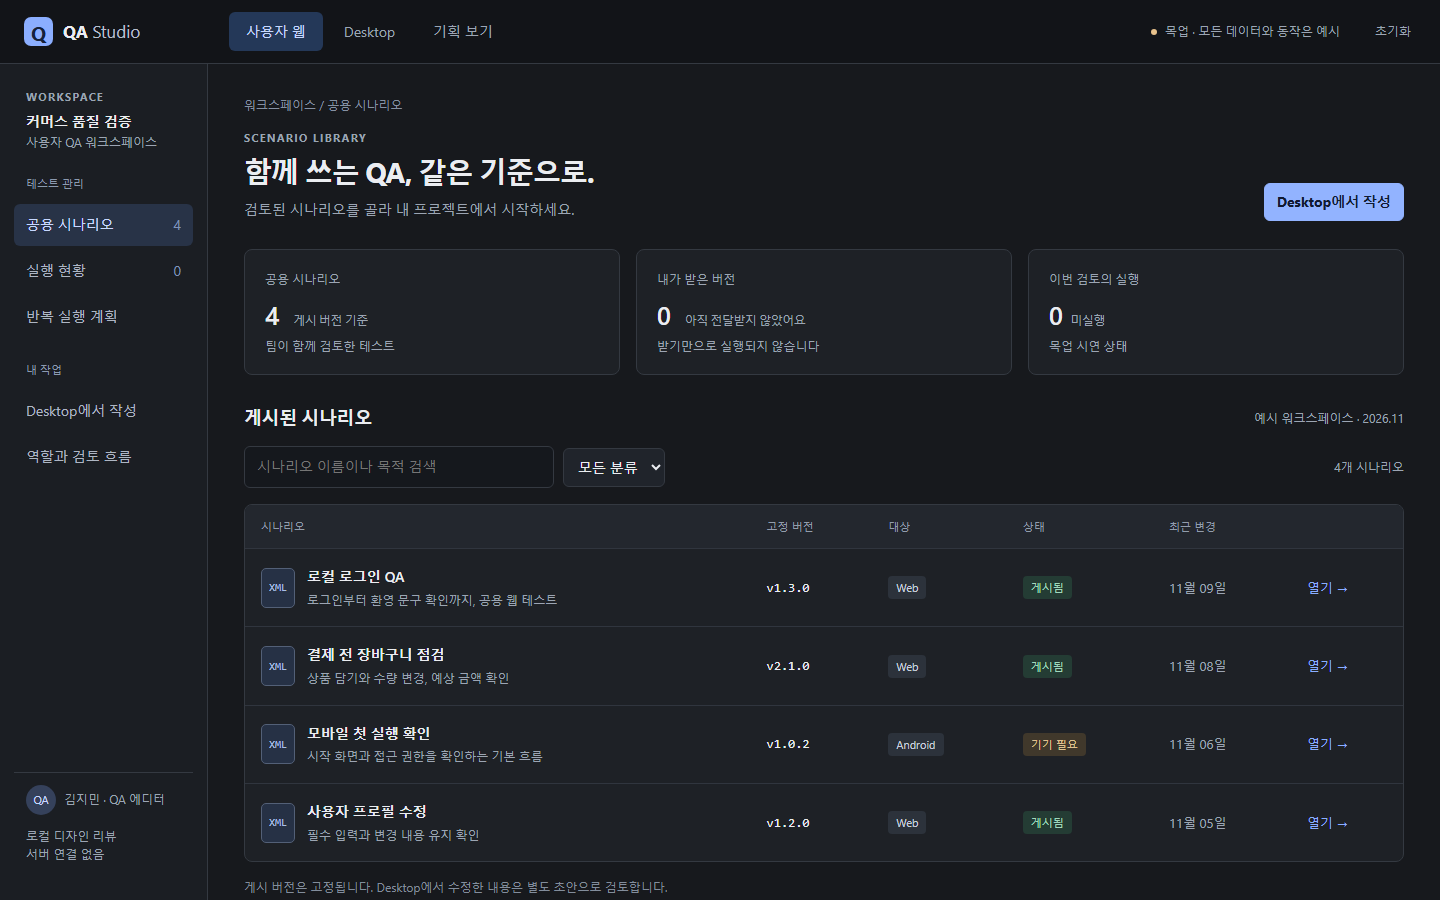 Q QA Studio
사용자 웹
Desktop
기획 보기
목업 · 모든 데이터와 동작은 예시
초기화
WORKSPACE
커머스 품질 검증
사용자 QA 워크스페이스
테스트 관리
공용 시나리오 4
실행 현황 0
반복 실행 계획
내 작업
Desktop에서 작성
역할과 검토 흐름
QA 김지민 · QA 에디터
로컬 디자인 리뷰
서버 연결 없음
워크스페이스 / 공용 시나리오
SCENARIO LIBRARY
함께 쓰는 QA, 같은 기준으로.
검토된 시나리오를 골라 내 프로젝트에서 시작하세요.
Desktop에서 작성
공용 시나리오
4 게시 버전 기준
팀이 함께 검토한 테스트
내가 받은 버전
0 아직 전달받지 않았어요
받기만으로 실행되지 않습니다
이번 검토의 실행
0 미실행
목업 시연 상태
게시된 시나리오
예시 워크스페이스 · 2026.11
시나리오 이름이나 목적 검색
모든 분류
4개 시나리오
시나리오 고정 버전 대상 상태 최근 변경
XML 로컬 로그인 QA v1.3.0 Web 게시됨 11월 09일 열기 →
로그인부터 환영 문구 확인까지, 공용 웹 테스트
XML 결제 전 장바구니 점검 v2.1.0 Web 게시됨 11월 08일 열기 →
상품 담기와 수량 변경, 예상 금액 확인
XML 모바일 첫 실행 확인 v1.0.2 Android 기기 필요 11월 06일 열기 →
시작 화면과 접근 권한을 확인하는 기본 흐름
XML 사용자 프로필 수정 v1.2.0 Web 게시됨 11월 05일 열기 →
필수 입력과 변경 내용 유지 확인
게시 버전은 고정됩니다. Desktop에서 수정한 내용은 별도 초안으로 검토합니다.